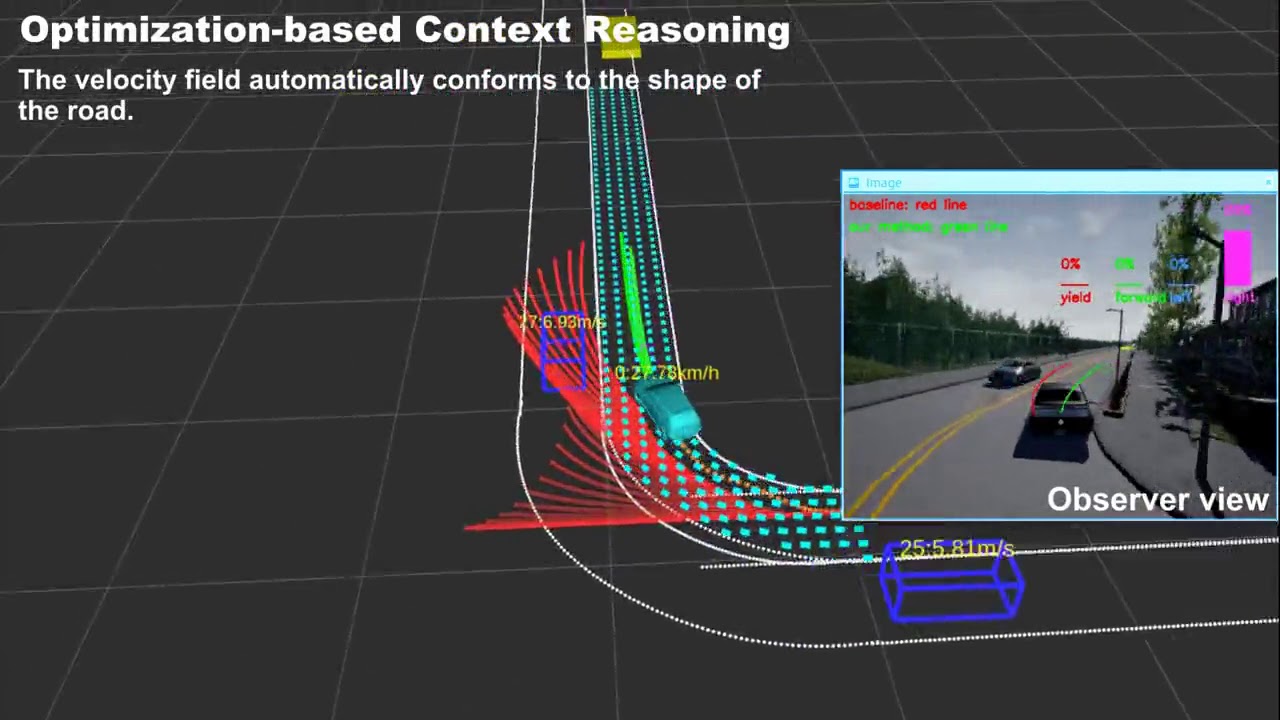 Optimization-based Context Reasoning
The velocity field automatically conforms to the shape of
the road.
Image
baseline: red line
our method: green line
0%
0%
0%
yield
forward
left
27:6.93m/s
0:27.78km/h
Observer view
25:5.81m/s